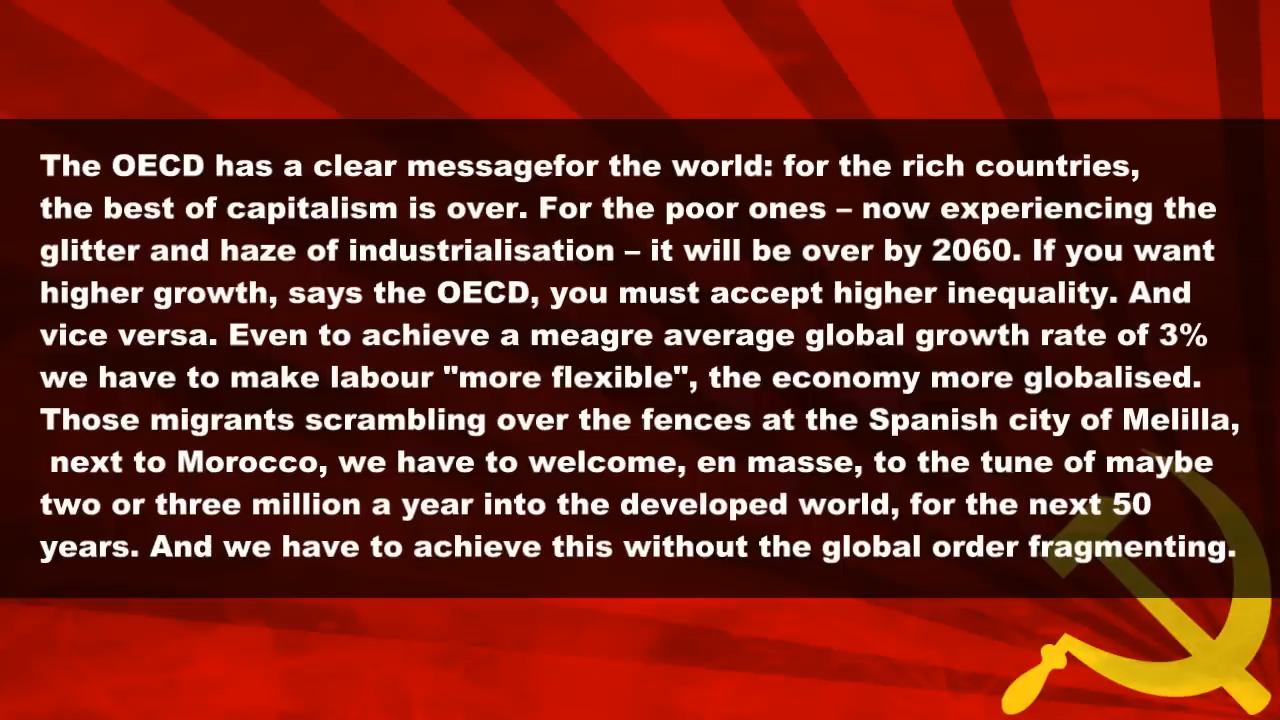 The OECD has a clear messagefor the world: for the rich countries,
the best of capitalism is over. For the poor ones – now experiencing the
glitter and haze of industrialisation – it will be over by 2060. If you want
higher growth, says the OECD, you must accept higher inequality. And
vice versa. Even to achieve a meagre average global growth rate of 3%
we have to make labour "more flexible", the economy more globalised.
Those migrants scrambling over the fences at the Spanish city of Melilla,
next to Morocco, we have to welcome, en masse, to the tune of maybe
two or three million a year into the developed world, for the next 50
years. And we have to achieve this without the global order fragmenting.